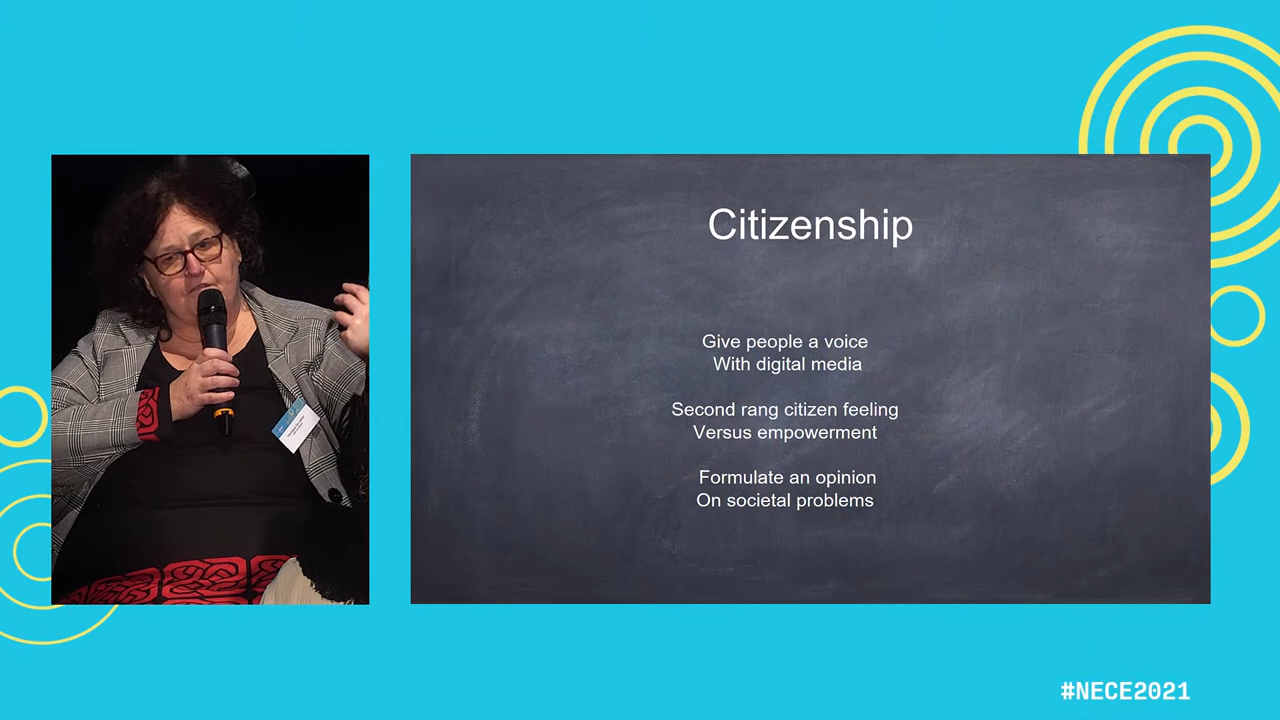 Citizenship
Give people a voice
With digital media
Second rang citizen feeling
Versus empowerment
Formulate an opinion
On societal problems
#NECE2021